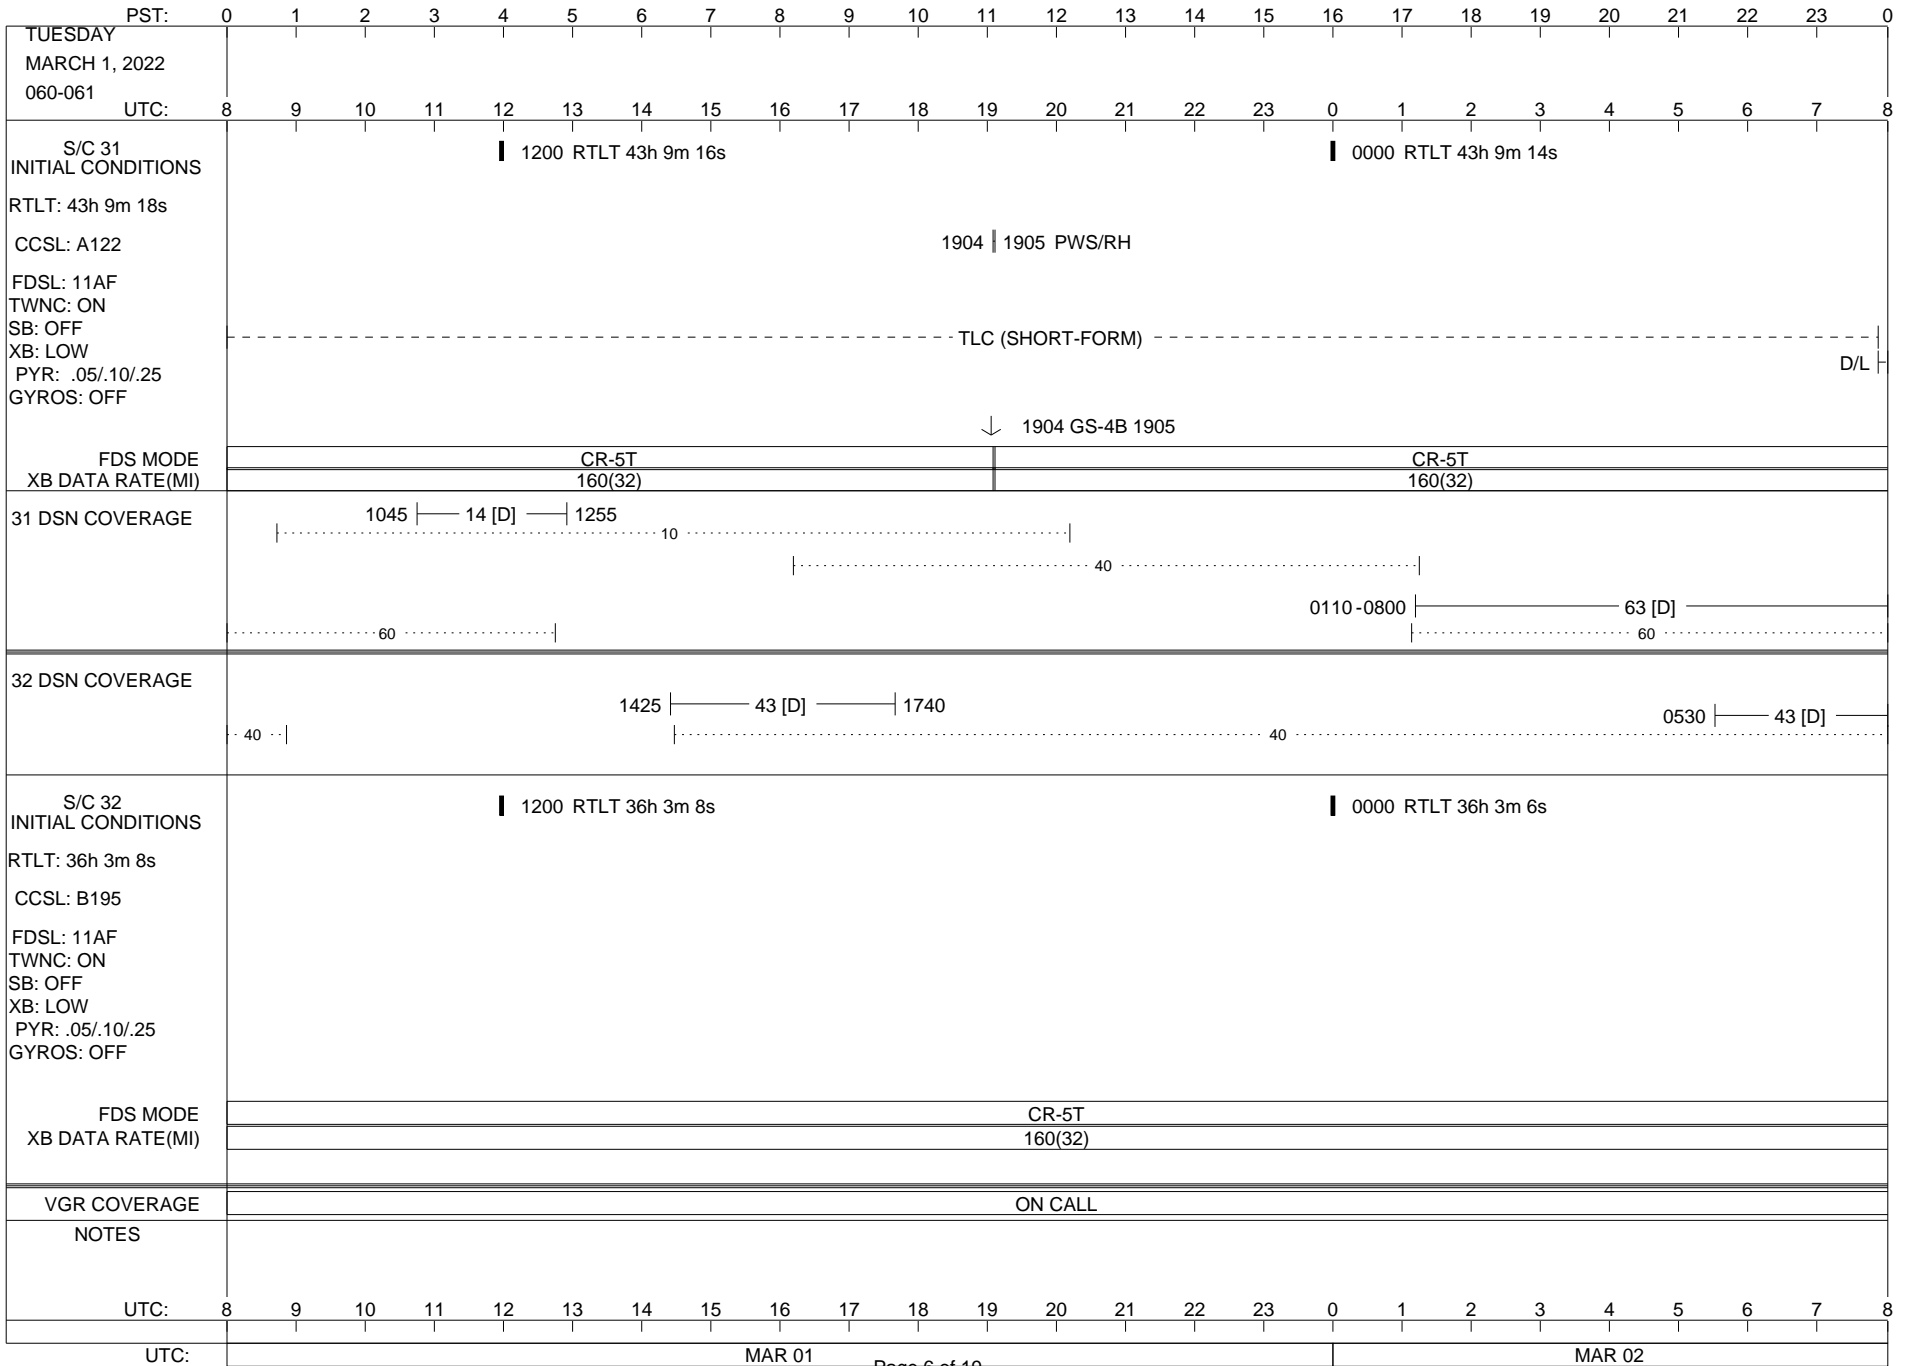 PST: 0 1 2 3 4 5 6 7 8 9 10 11 12 13 14 15 16 17 18 19 20 21 22 23 0
TUESDAY
MARCH 1, 2022
060-061
UTC: 8 9 10 11 12 13 14 15 16 17 18 19 20 21 22 23 0 1 2 3 4 5 6 7 8
S/C 31
INITIAL CONDITIONS
1200 RTLT 43h 9m 16s
0000 RTLT 43h 9m 14s
RTLT: 43h 9m 18s
CCSL: A122
1904 1905 PWS/RH
FDSL: 11AF
TWNC: ON
SB: OFF
XB: LOW
PYR: .05/.10/.25
GYROS: OFF
TLC (SHORT-FORM)
D/L
1904 GS-4B 1905
FDS MODE CR-5T CR-5T
XB DATA RATE(MI) 160(32) 160(32)
31 DSN COVERAGE
1045 14 [D] 1255
10
40
0110-0800 63 [D]
60 60
32 DSN COVERAGE
1425 43 [D] 1740
0530 43 [D]
40 40
S/C 32
INITIAL CONDITIONS
1200 RTLT 36h 3m 8s
0000 RTLT 36h 3m 6s
RTLT: 36h 3m 8s
CCSL: B195
FDSL: 11AF
TWNC: ON
SB: OFF
XB: LOW
PYR: .05/.10/.25
GYROS: OFF
FDS MODE CR-5T
XB DATA RATE(MI) 160(32)
VGR COVERAGE ON CALL
NOTES
UTC: 8 9 10 11 12 13 14 15 16 17 18 19 20 21 22 23 0 1 2 3 4 5 6 7 8
UTC: MAR 01 MAR 02
Page 6 of 19